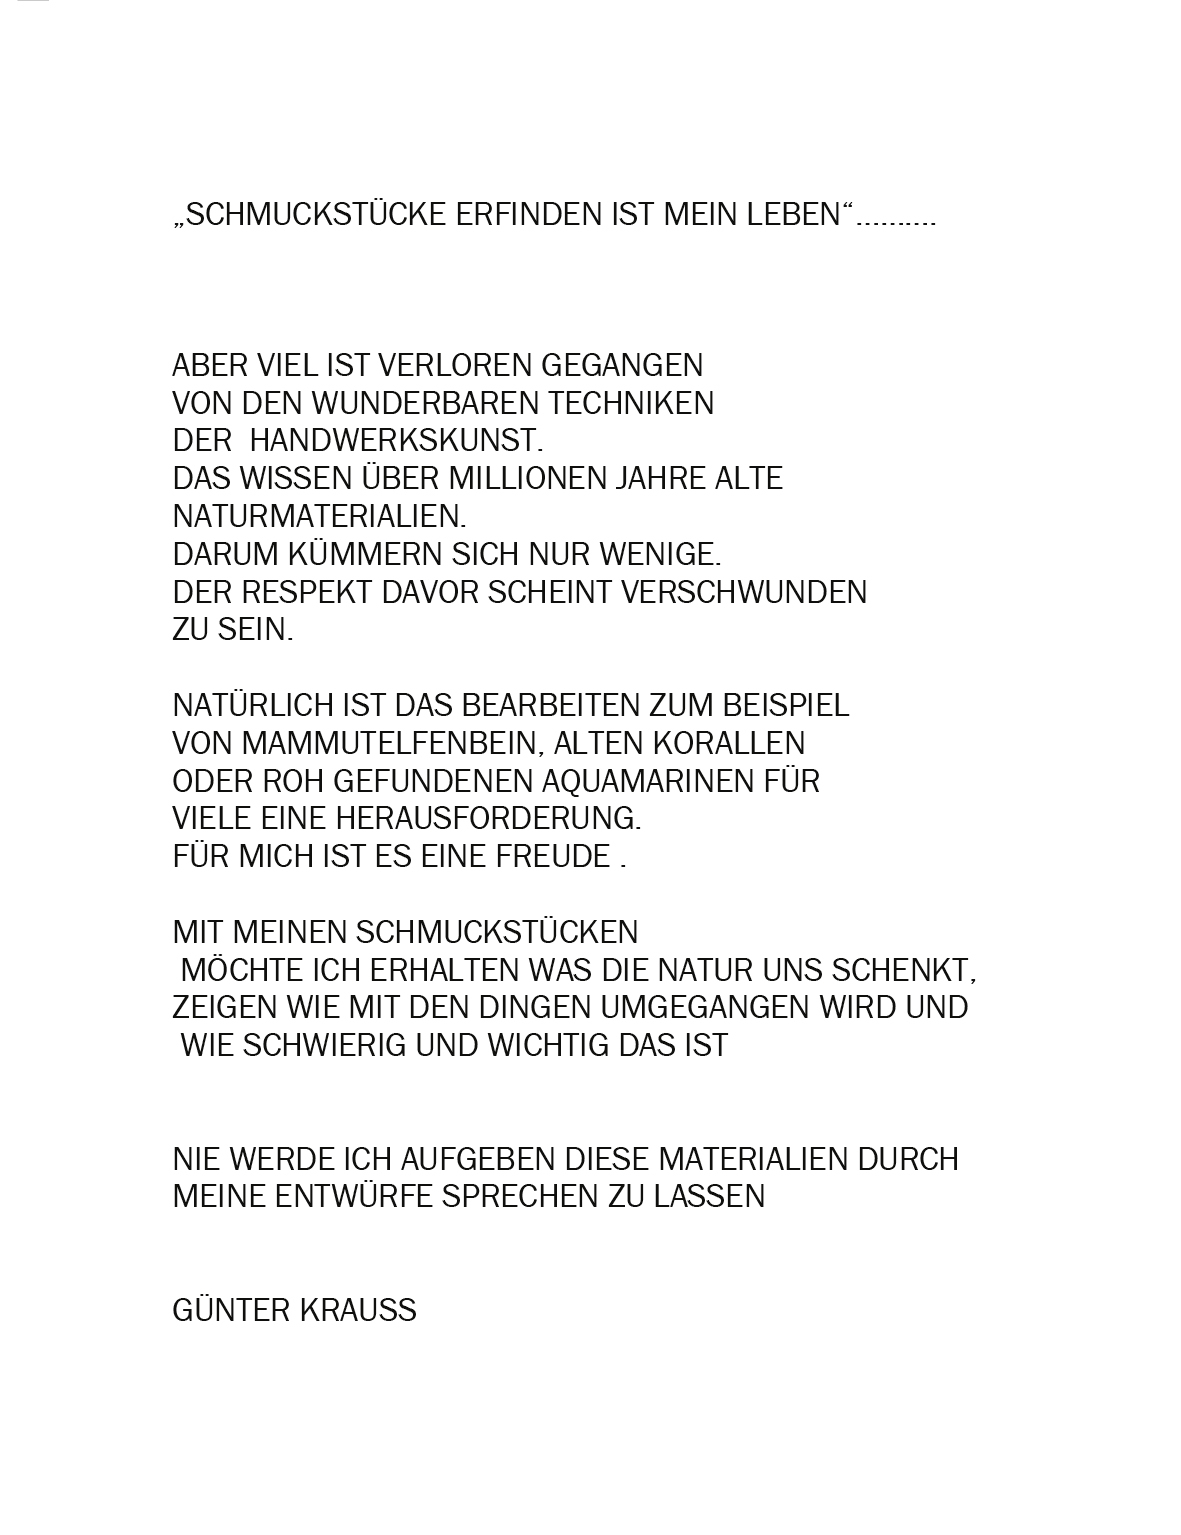 „SCHMUCKSTÜCKE ERFINDEN IST MEIN LEBEN“..........
ABER VIEL IST VERLOREN GEGANGEN
VON DEN WUNDERBAREN TECHNIKEN
DER  HANDWERKSKUNST.
DAS WISSEN ÜBER MILLIONEN JAHRE ALTE
NATURMATERIALIEN.
DARUM KÜMMERN SICH NUR WENIGE.
DER RESPEKT DAVOR SCHEINT VERSCHWUNDEN
ZU SEIN.
NATÜRLICH IST DAS BEARBEITEN ZUM BEISPIEL
VON MAMMUTELFENBEIN, ALTEN KORALLEN
ODER ROH GEFUNDENEN AQUAMARINEN FÜR
VIELE EINE HERAUSFORDERUNG.
FÜR MICH IST ES EINE FREUDE .
MIT MEINEN SCHMUCKSTÜCKEN
MÖCHTE ICH ERHALTEN WAS DIE NATUR UNS SCHENKT,
ZEIGEN WIE MIT DEN DINGEN UMGEGANGEN WIRD UND
WIE SCHWIERIG UND WICHTIG DAS IST
NIE WERDE ICH AUFGEBEN DIESE MATERIALIEN DURCH
MEINE ENTWÜRFE SPRECHEN ZU LASSEN
GÜNTER KRAUSS